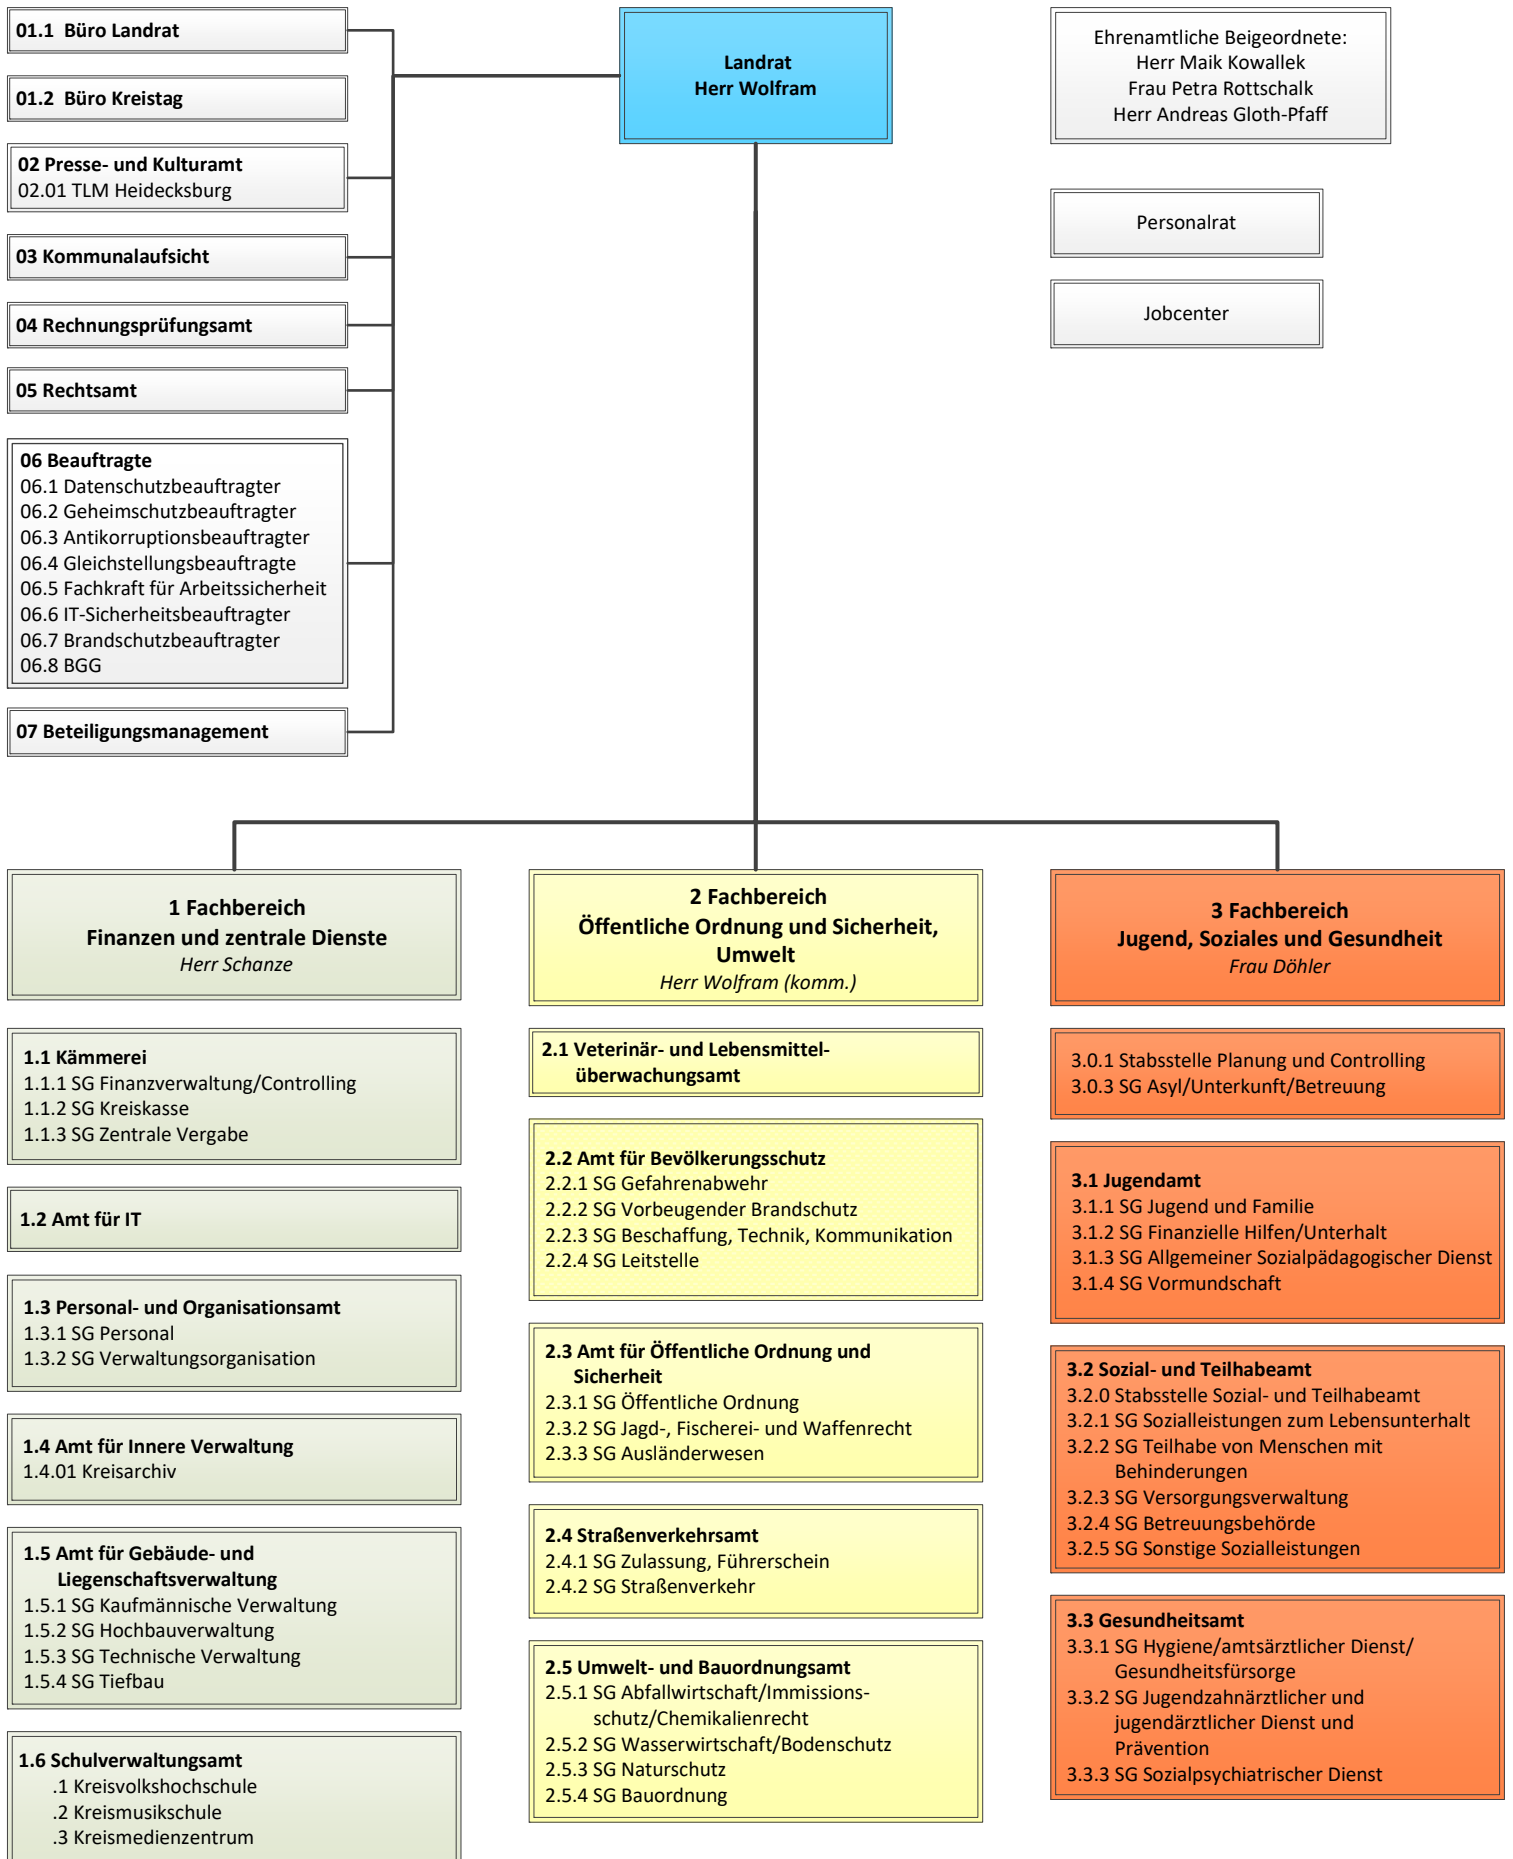 01.1 Büro Landrat
01.2 Büro Kreistag
02 Presse- und Kulturamt
02.01 TLM Heidecksburg
03 Kommunalaufsicht
04 Rechnungsprüfungsamt
05 Rechtsamt
06 Beauftragte
06.1 Datenschutzbeauftragter
06.2 Geheimschutzbeauftragter
06.3 Antikorruptionsbeauftragter
06.4 Gleichstellungsbeauftragte
06.5 Fachkraft für Arbeitssicherheit
06.6 IT-Sicherheitsbeauftragter
06.7 Brandschutzbeauftragter
06.8 BGG
07 Beteiligungsmanagement
Landrat
Herr Wolfram
Ehrenamtliche Beigeordnete:
Herr Maik Kowallek
Frau Petra Rottschalk
Herr Andreas Gloth-Pfaff
Personalrat
Jobcenter
1 Fachbereich
Finanzen und zentrale Dienste
Herr Schanze
1.1 Kämmerei
1.1.1 SG Finanzverwaltung/Controlling
1.1.2 SG Kreiskasse
1.1.3 SG Zentrale Vergabe
1.2 Amt für IT
1.3 Personal- und Organisationsamt
1.3.1 SG Personal
1.3.2 SG Verwaltungsorganisation
1.4 Amt für Innere Verwaltung
1.4.01 Kreisarchiv
1.5 Amt für Gebäude- und
Liegenschaftsverwaltung
1.5.1 SG Kaufmännische Verwaltung
1.5.2 SG Hochbauverwaltung
1.5.3 SG Technische Verwaltung
1.5.4 SG Tiefbau
1.6 Schulverwaltungsamt
.1 Kreisvolkshochschule
.2 Kreismusikschule
.3 Kreismedienzentrum
2 Fachbereich
Öffentliche Ordnung und Sicherheit,
Umwelt
Herr Wolfram (komm.)
2.1 Veterinär- und Lebensmittel-
überwachungsamt
2.2 Amt für Bevölkerungsschutz
2.2.1 SG Gefahrenabwehr
2.2.2 SG Vorbeugender Brandschutz
2.2.3 SG Beschaffung, Technik, Kommunikation
2.2.4 SG Leitstelle
2.3 Amt für Öffentliche Ordnung und
Sicherheit
2.3.1 SG Öffentliche Ordnung
2.3.2 SG Jagd-, Fischerei- und Waffenrecht
2.3.3 SG Ausländerwesen
2.4 Straßenverkehrsamt
2.4.1 SG Zulassung, Führerschein
2.4.2 SG Straßenverkehr
2.5 Umwelt- und Bauordnungsamt
2.5.1 SG Abfallwirtschaft/Immissions-
schutz/Chemikalienrecht
2.5.2 SG Wasserwirtschaft/Bodenschutz
2.5.3 SG Naturschutz
2.5.4 SG Bauordnung
3 Fachbereich
Jugend, Soziales und Gesundheit
Frau Döhler
3.0.1 Stabsstelle Planung und Controlling
3.0.3 SG Asyl/Unterkunft/Betreuung
3.1 Jugendamt
3.1.1 SG Jugend und Familie
3.1.2 SG Finanzielle Hilfen/Unterhalt
3.1.3 SG Allgemeiner Sozialpädagogischer Dienst
3.1.4 SG Vormundschaft
3.2 Sozial- und Teilhabeamt
3.2.0 Stabsstelle Sozial- und Teilhabeamt
3.2.1 SG Sozialleistungen zum Lebensunterhalt
3.2.2 SG Teilhabe von Menschen mit
Behinderungen
3.2.3 SG Versorgungsverwaltung
3.2.4 SG Betreuungsbehörde
3.2.5 SG Sonstige Sozialleistungen
3.3 Gesundheitsamt
3.3.1 SG Hygiene/amtsärztlicher Dienst/
Gesundheitsfürsorge
3.3.2 SG Jugendzahnärztlicher und
jugendärztlicher Dienst und
Prävention
3.3.3 SG Sozialpsychiatrischer Dienst